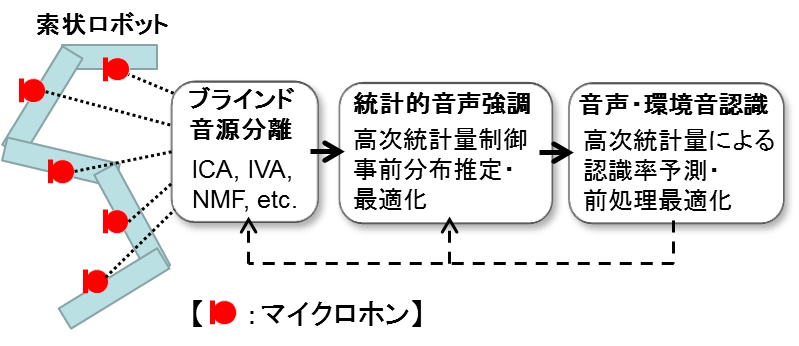 索状ロボット
ブラインド
音源分離
ICA, IVA,
NMF, etc.
統計的音声強調
高次統計量制御
事前分布推定・
最適化
音声・環境音認識
高次統計量による
認識率予測・
前処理最適化
【 :マイクロホン】